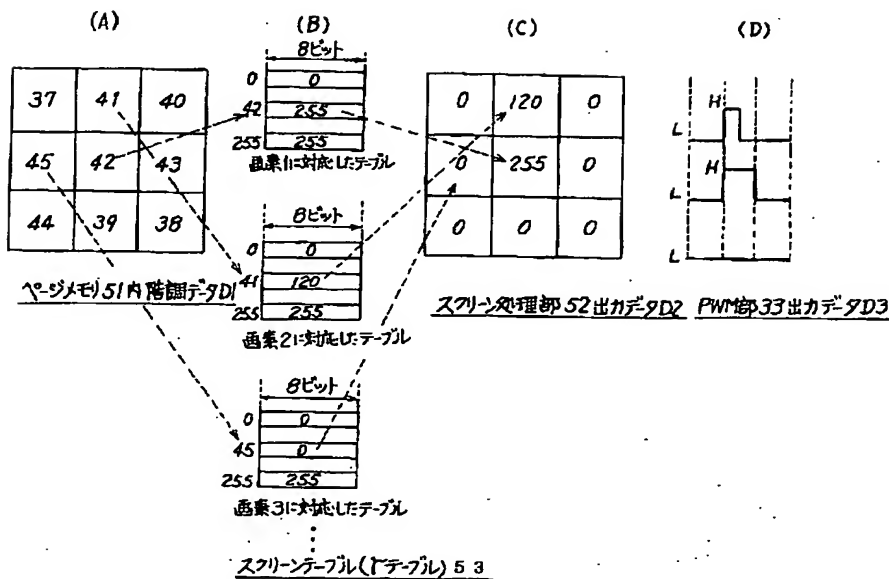 (A)
37 41 40
45 42 43
44 39 38
ページメモリ51内階調データD1
(B)
8ビット
0 0
42 255
255 255
画素1に対応したテーブル
8ビット
0 0
41 120
255 255
画素2に対応したテーブル
8ビット
0 0
45 0
255 255
画素3に対応したテーブル
スクリーンテーブル(γテーブル)53
(C)
0 120 0
0 255 0
0 0 0
スクリーン処理部52出力データD2
(D)
H
L
H
L
L
PWM部33出力データD3